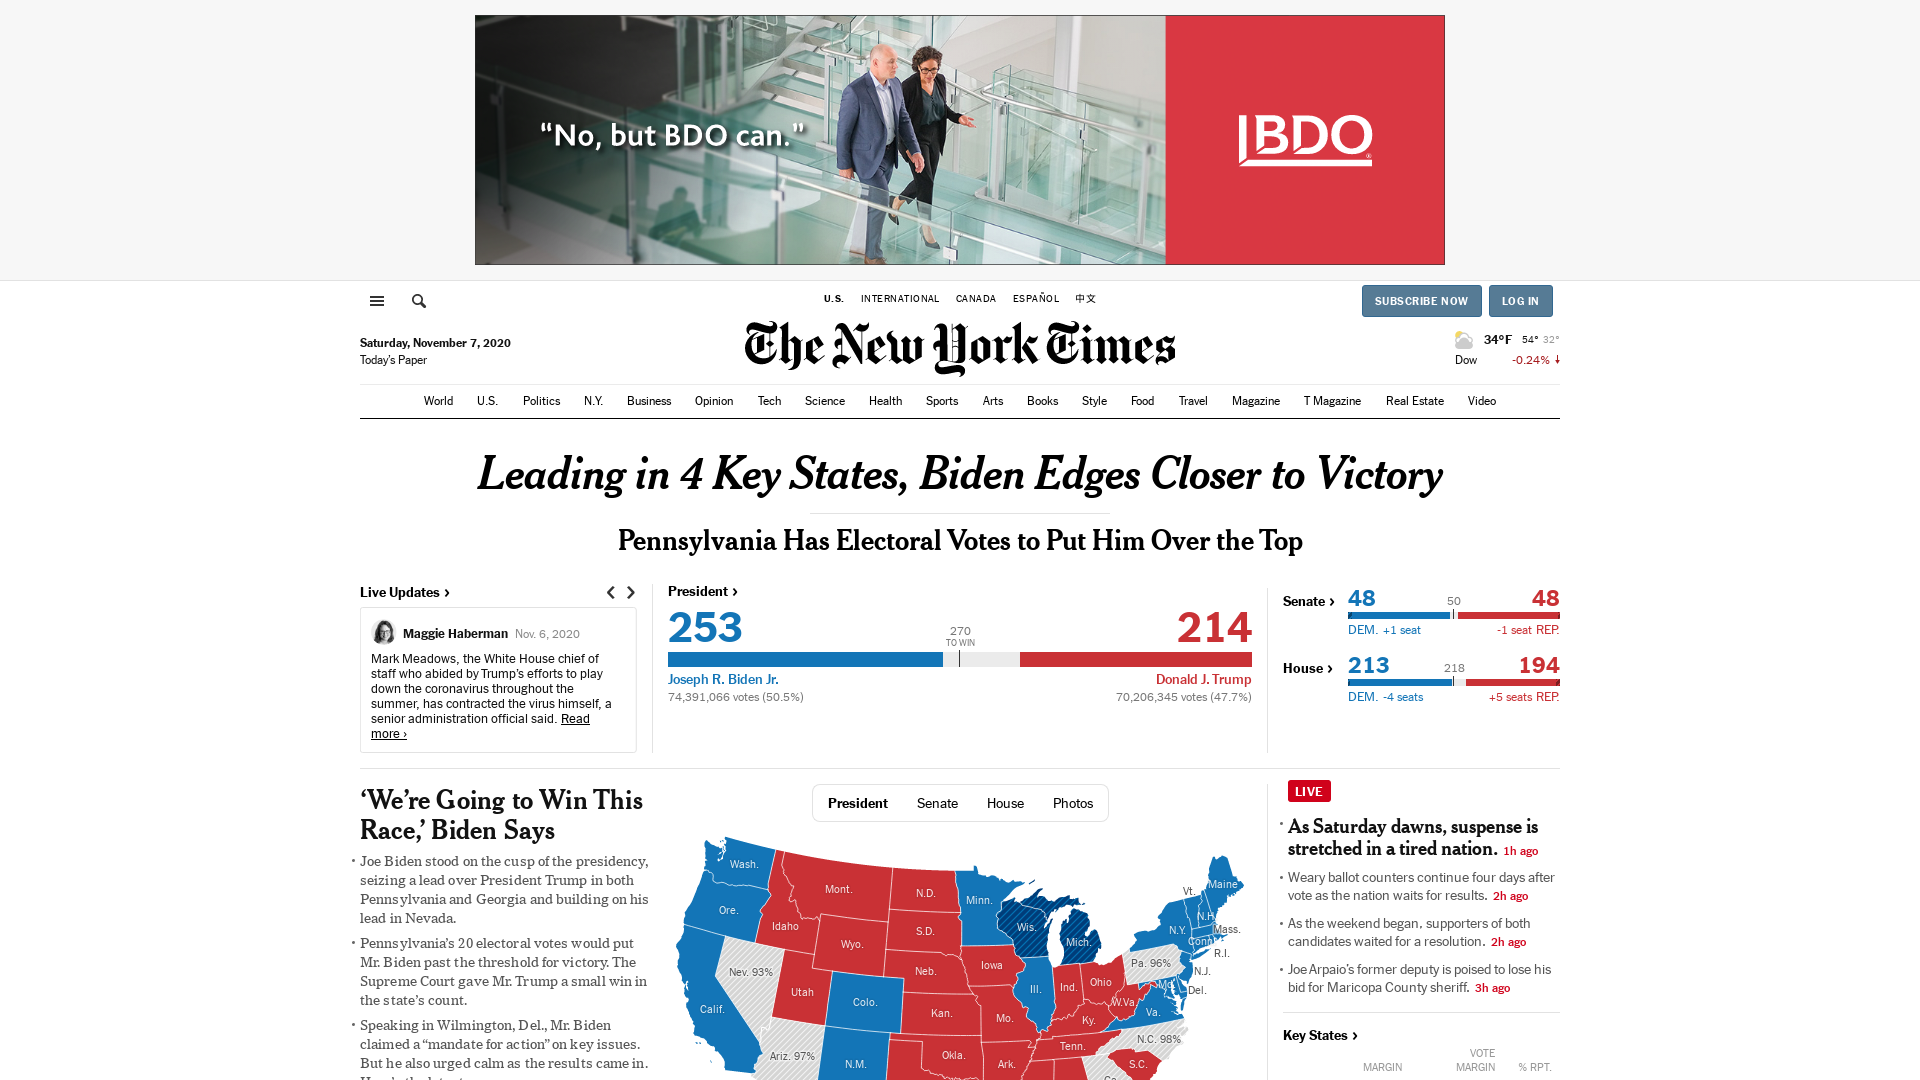 “No, but BDO can.”
BDO
U.S.
INTERNATIONAL
CANADA
ESPAÑOL
中文
SUBSCRIBE NOW
LOG IN
Saturday, November 7, 2020
Today’s Paper
The New York Times
34°F 54° 32°
Dow -0.24%
World U.S. Politics N.Y. Business Opinion Tech Science Health Sports Arts Books Style Food Travel Magazine T Magazine Real Estate Video
Leading in 4 Key States, Biden Edges Closer to Victory
Pennsylvania Has Electoral Votes to Put Him Over the Top
Live Updates ›
Maggie Haberman Nov. 6, 2020
Mark Meadows, the White House chief of
staff who abided by Trump’s efforts to play
down the coronavirus throughout the
summer, has contracted the virus himself, a
senior administration official said. Read
more ›
President ›
253
270
TO WIN
214
Joseph R. Biden Jr.
Donald J. Trump
74,391,066 votes (50.5%)
70,206,345 votes (47.7%)
Senate › 48 50 48
DEM. +1 seat -1 seat REP.
House › 213 218 194
DEM. -4 seats +5 seats REP.
‘We’re Going to Win This
Race,’ Biden Says
• Joe Biden stood on the cusp of the presidency,
seizing a lead over President Trump in both
Pennsylvania and Georgia and building on his
lead in Nevada.
• Pennsylvania’s 20 electoral votes would put
Mr. Biden past the threshold for victory. The
Supreme Court gave Mr. Trump a small win in
the state’s count.
• Speaking in Wilmington, Del., Mr. Biden
claimed a “mandate for action” on key issues.
But he also urged calm as the results came in.
President Senate House Photos
Wash.
Mont.
N.D.
Minn.
Vt.
Maine
Ore.
Idaho
S.D.
Wis.
N.H.
Wyo.
Mich.
N.Y.
Mass.
Conn.
R.I.
Nev. 93%
Neb.
Iowa
Pa. 96%
N.J.
Utah
Colo.
Ill.
Ind.
Ohio
Md.
Del.
Calif.
Kan.
Mo.
W.Va.
Ky.
Va.
N.C. 98%
Ariz. 97%
N.M.
Okla.
Ark.
Tenn.
S.C.
LIVE
• As Saturday dawns, suspense is
stretched in a tired nation. 1h ago
• Weary ballot counters continue four days after
vote as the nation waits for results. 2h ago
• As the weekend began, supporters of both
candidates waited for a resolution. 2h ago
• Joe Arpaio’s former deputy is poised to lose his
bid for Maricopa County sheriff. 3h ago
Key States ›
VOTE
MARGIN MARGIN % RPT.